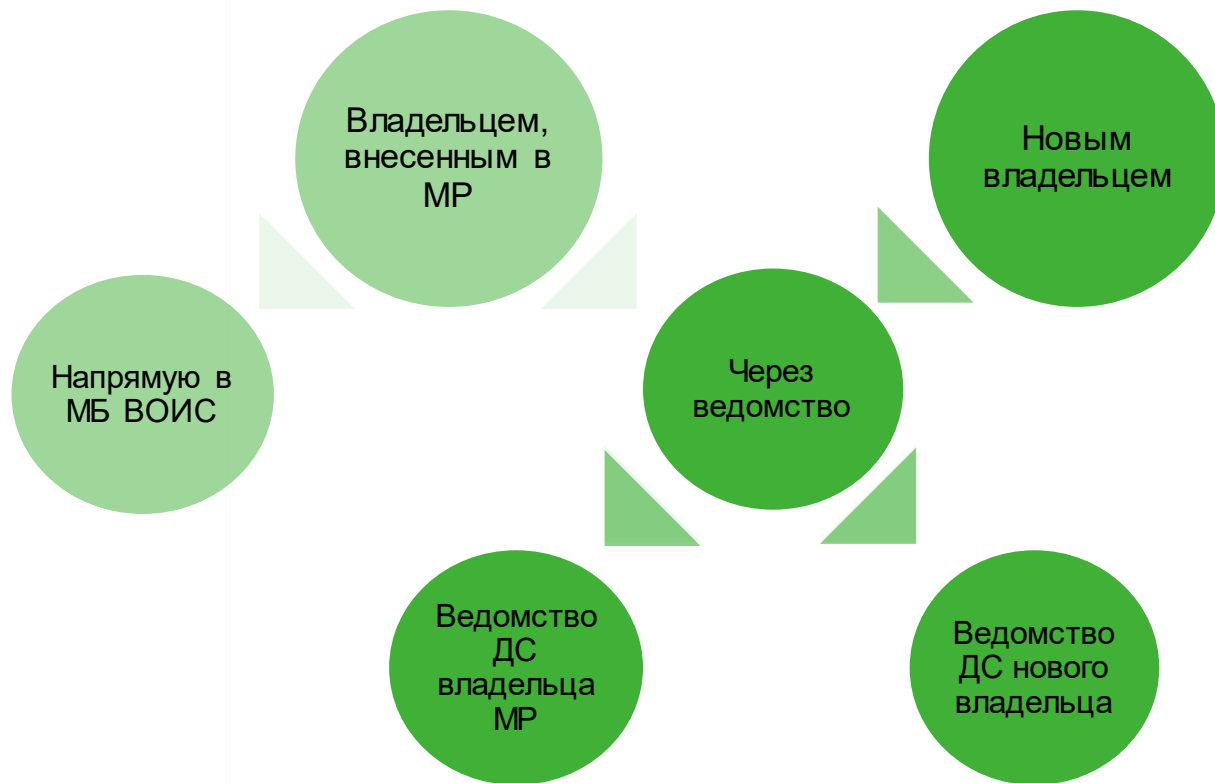 Владельцем,
внесенным в
МР
Новым
владельцем
Напрямую в
МБ ВОИС
Через
ведомство
Ведомство
ДС
владельца
МР
Ведомство
ДС нового
владельца